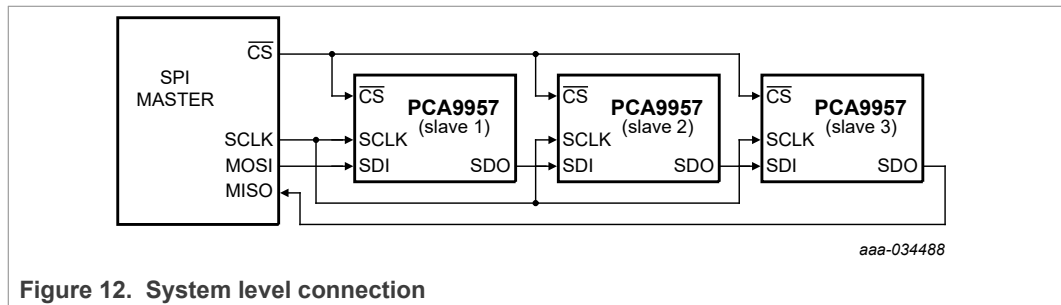 SPI
MASTER
CS
SCLK
MOSI
MISO
CS
PCA9957
(slave 1)
SCLK
SDI
SDO
CS
PCA9957
(slave 2)
SCLK
SDI
SDO
CS
PCA9957
(slave 3)
SCLK
SDI
SDO
aaa-034488
Figure 12. System level connection